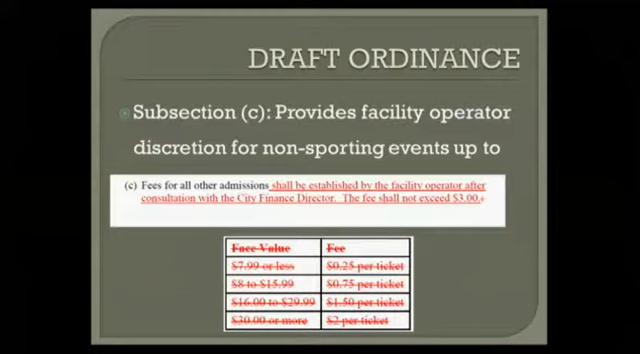 DRAFT ORDINANCE
Subsection (c): Provides facility operator
discretion for non-sporting events up to
(c) Fees for all other admissions shall be established by the facility operator after
consultation with the City Finance Director. The fee shall not exceed $3.00.:
Face Value Fee
$7.99 or less $0.25 per ticket
$8 to $15.99 $0.75 per ticket
$16.00 to $29.99 $1.50 per ticket
$30.00 or more $2 per ticket